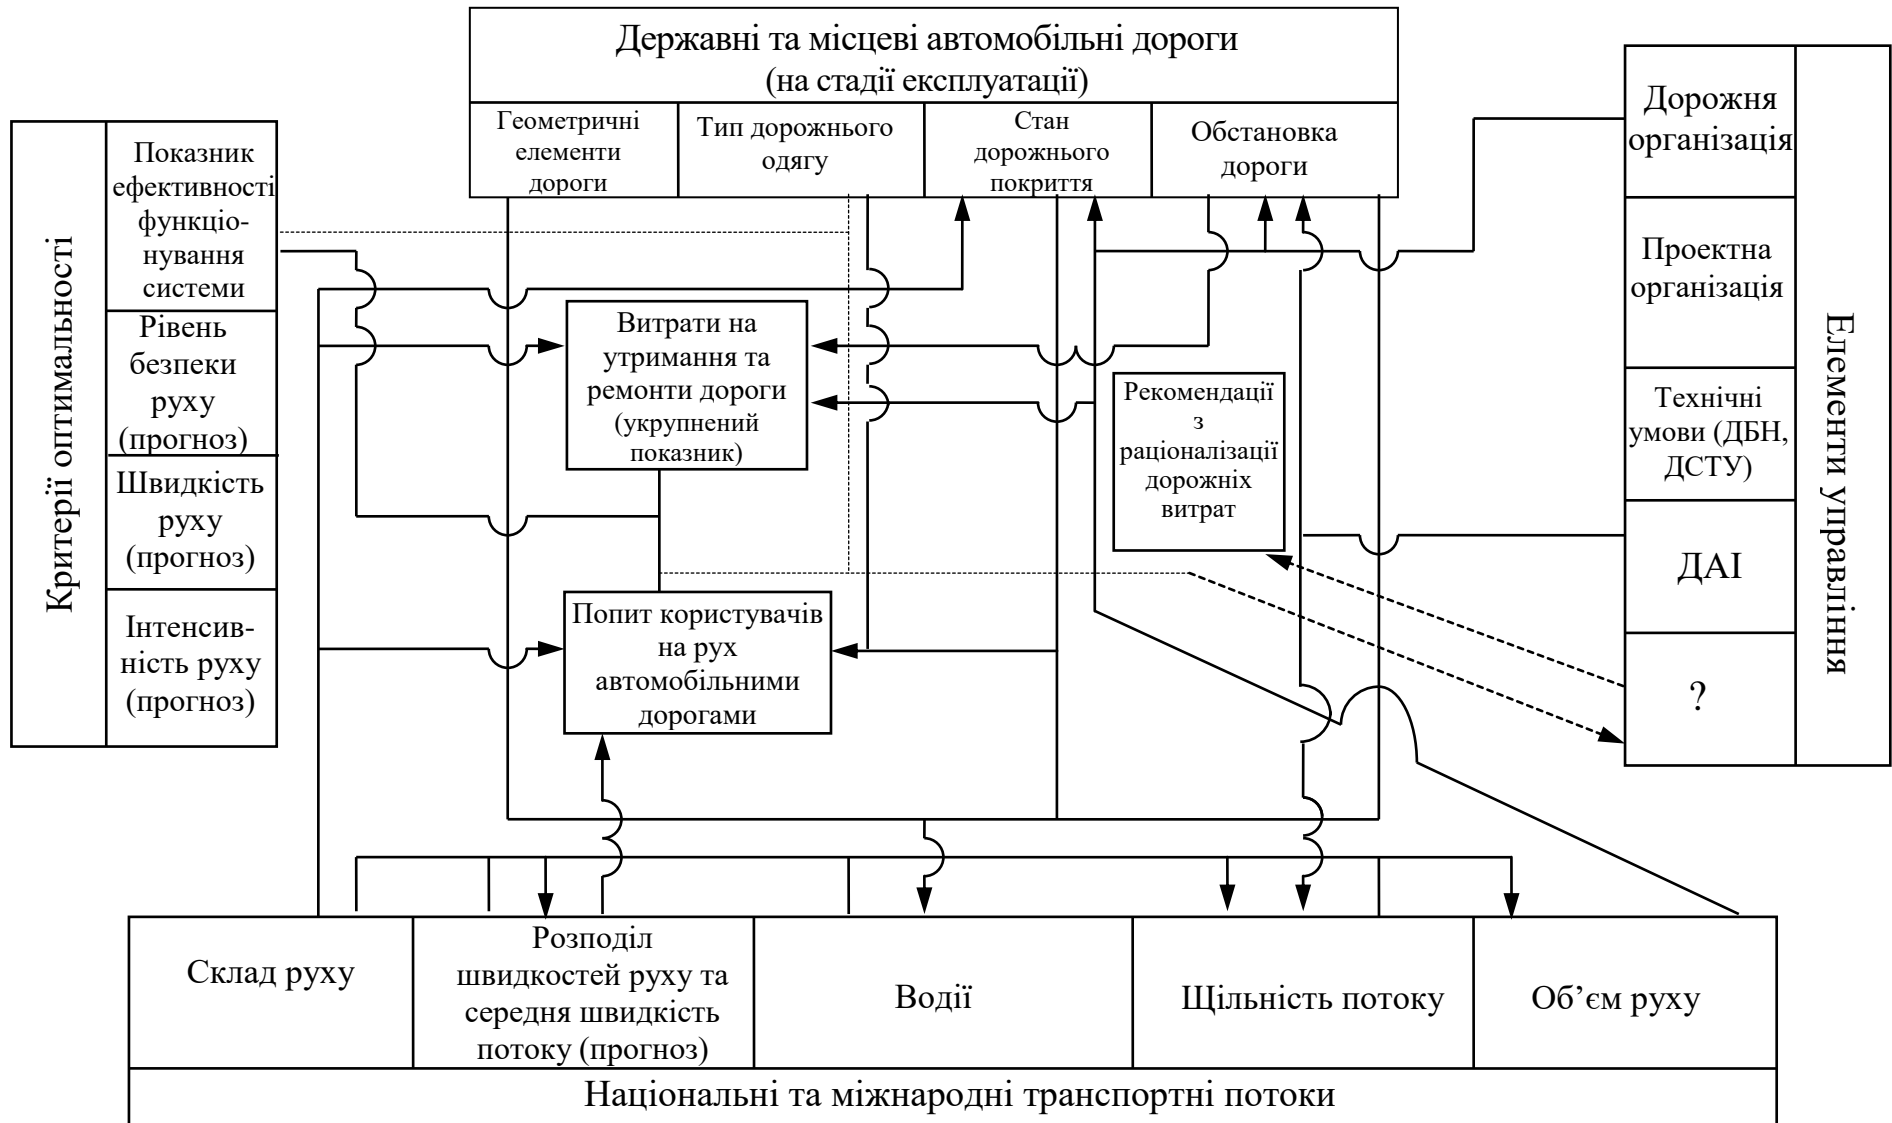 Державні та місцеві автомобільні дороги
(на стадії експлуатації)
Геометричні
елементи
дороги
Тип дорожнього
одягу
Стан
дорожнього
покриття
Обстановка
дороги
Критерії оптимальності
Показник
ефективності
функціо-
нування
системи
Рівень
безпеки
руху
(прогноз)
Швидкість
руху
(прогноз)
Інтенсив-
ність руху
(прогноз)
Витрати на
утримання та
ремонти дороги
(укрупнений
показник)
Рекомендації
з
раціоналізації
дорожніх
витрат
Попит користувачів
на рух
автомобільними
дорогами
Дорожня
організація
Проектна
організація
Технічні
умови (ДБН,
ДСТУ)
ДАІ
?
Елементи управління
Склад руху
Розподіл
швидкостей руху та
середня швидкість
потоку (прогноз)
Водії
Щільність потоку
Об’єм руху
Національні та міжнародні транспортні потоки